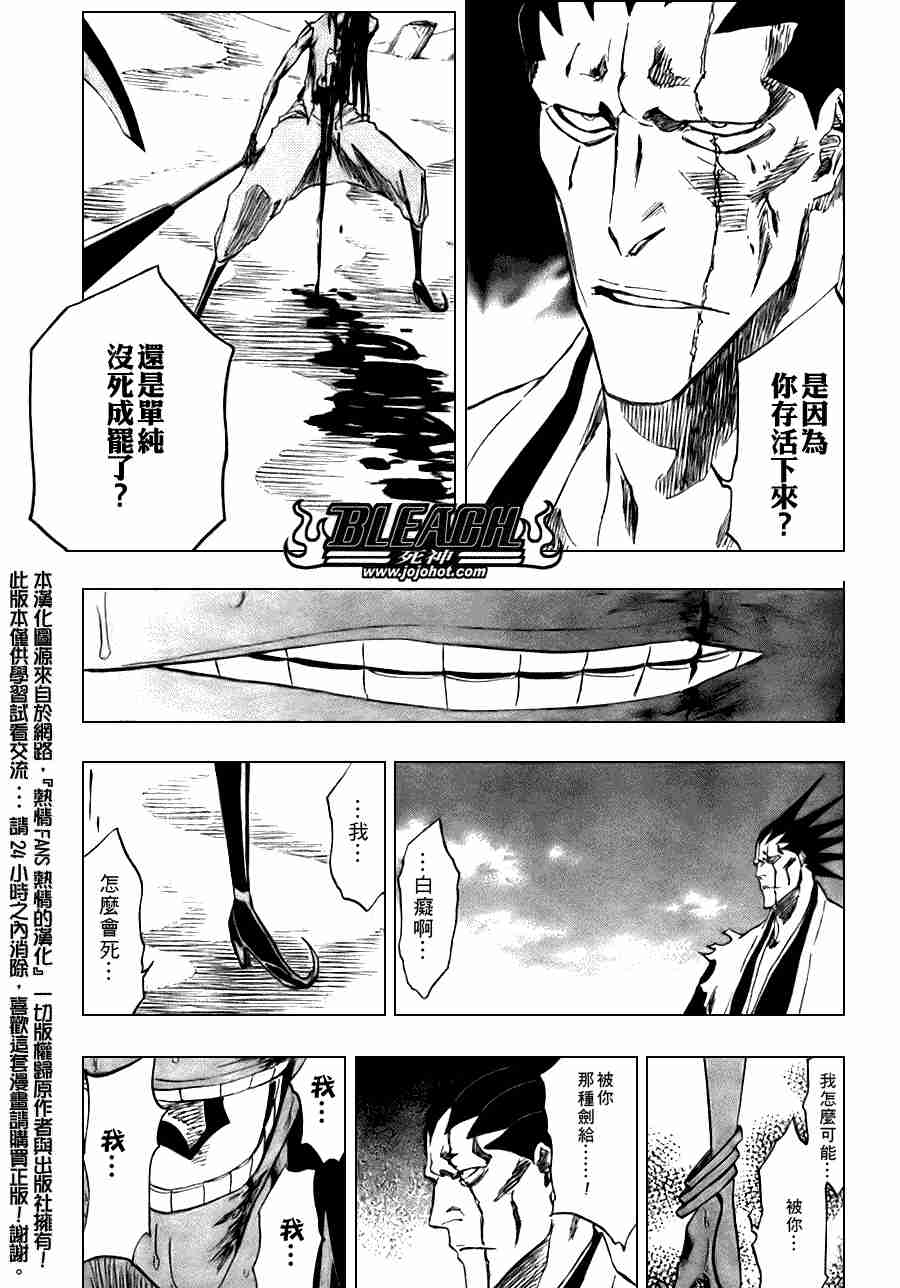 是因為
你存活下來？
還是單純
沒死成罷了？
BLEACH
死神
www.jojohot.com
…白癡啊…
…我…
怎麼會死…
我怎麼可能…
被你…
被你
那種劍給……！
我…
我…
本漢化圖源來自於網路，『熱情FANS熱情的漢化』一切版權歸原作者與出版社擁有！
此版本僅供學習試看交流…請24小時之內消除，喜歡這套漫畫請購買正版！謝謝。